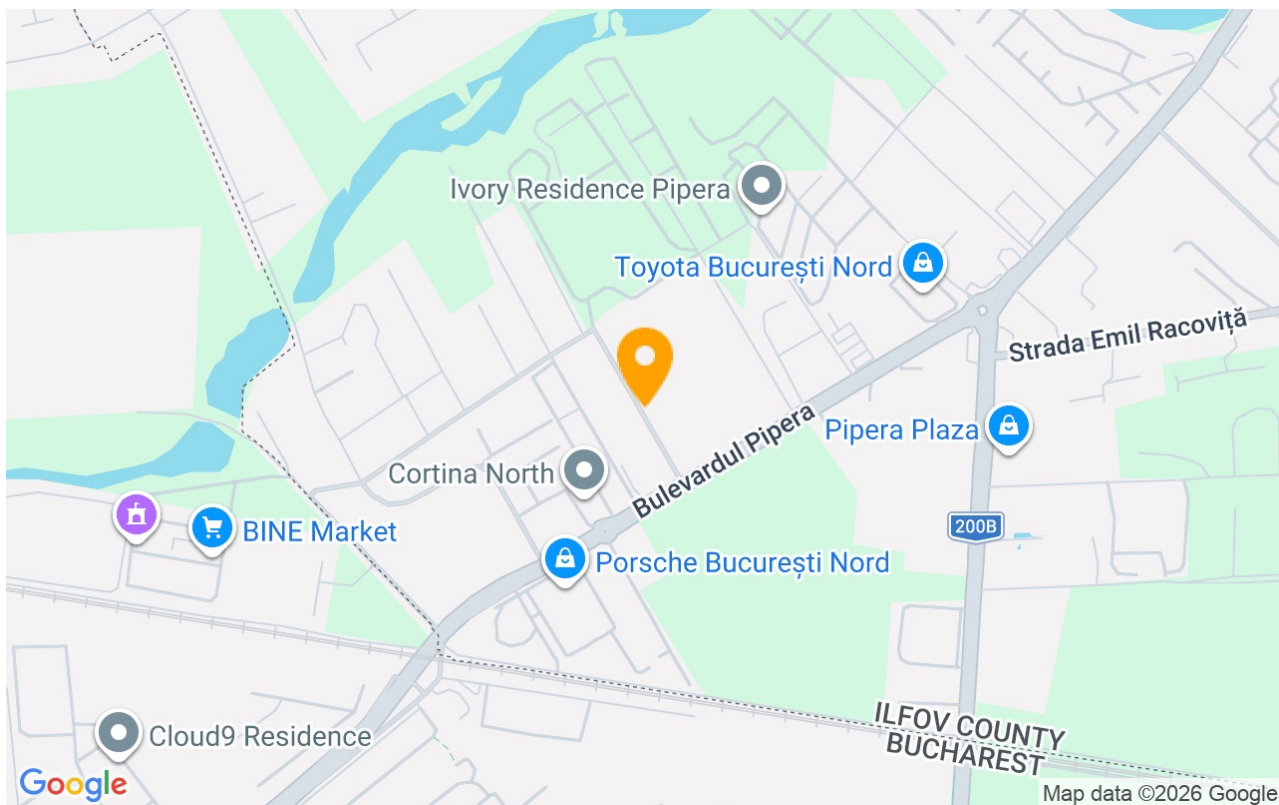 Ivory Residence Pipera
Toyota București Nord
Strada Emil Racoviță
Bulevardul Pipera
Pipera Plaza
Cortina North
200B
BINE Market
Porsche București Nord
ILFOV COUNTY
BUCHAREST
Cloud9 Residence
Google
Map data ©2026 Google